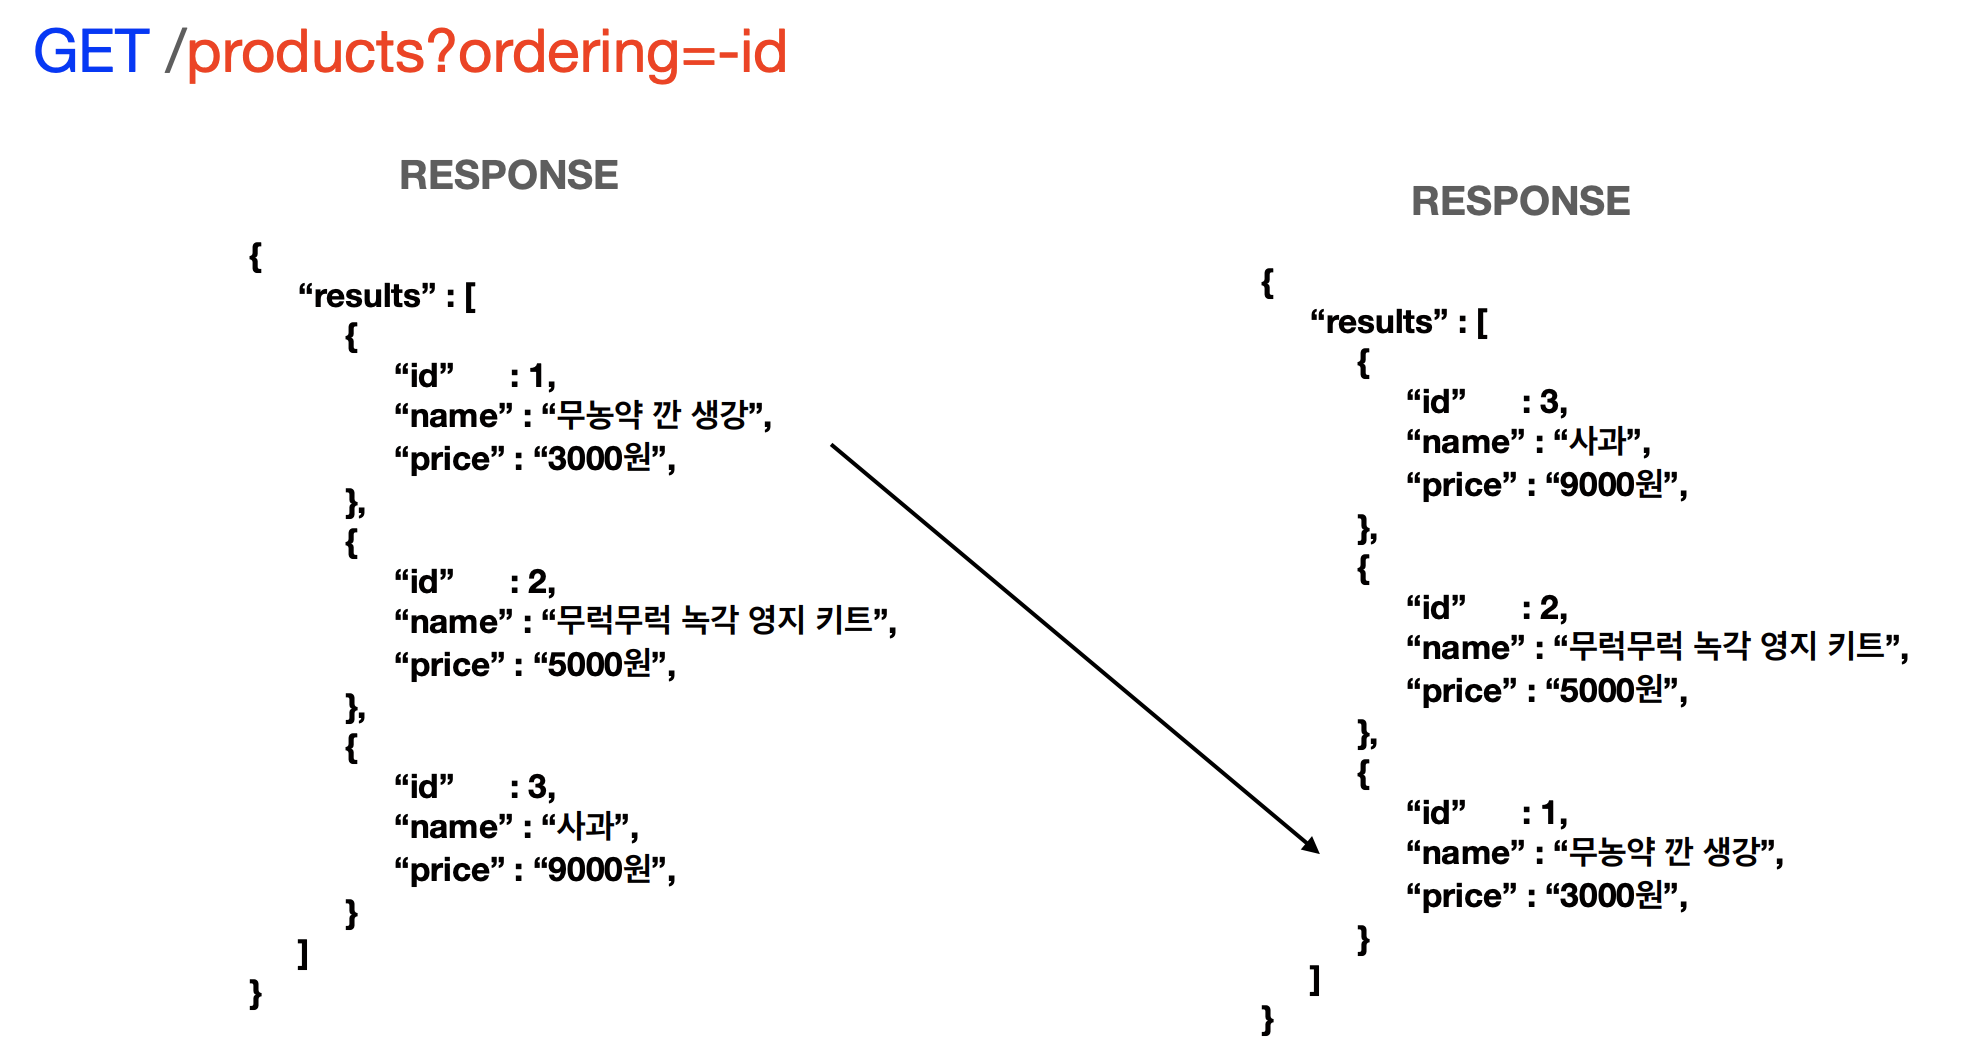 GET /products?ordering=-id
RESPONSE
{
“results” : [
{
“id” : 1,
“name” : “무농약 깐 생강”,
“price” : “3000원”,
},
{
“id” : 2,
“name” : “무럭무럭 녹각 영지 키트”,
“price” : “5000원”,
},
{
“id” : 3,
“name” : “사과”,
“price” : “9000원”,
}
]
}
RESPONSE
{
“results” : [
{
“id” : 3,
“name” : “사과”,
“price” : “9000원”,
},
{
“id” : 2,
“name” : “무럭무럭 녹각 영지 키트”,
“price” : “5000원”,
},
{
“id” : 1,
“name” : “무농약 깐 생강”,
“price” : “3000원”,
}
]
}